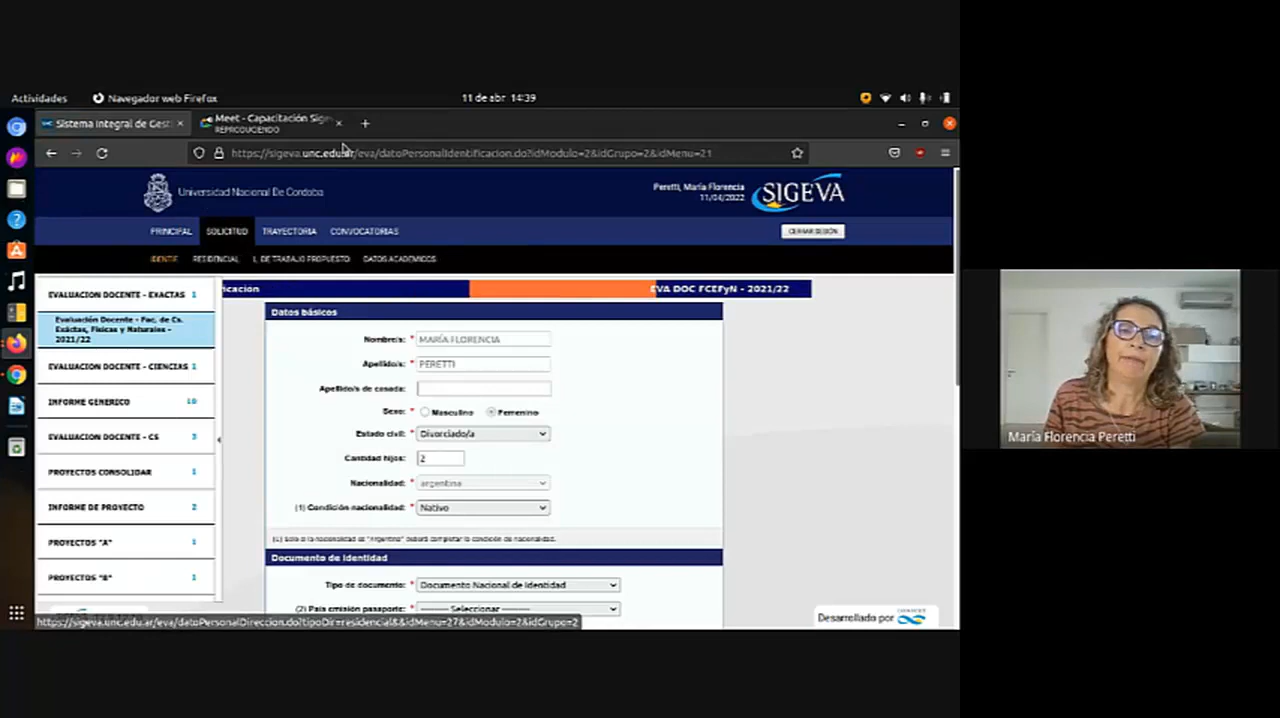 Actividades
Navegador web Firefox
11 de abr 14:39
Sistema Integral de Gest
Meet - Capacitación Sige
REPRODUCIENDO
https://sigeva.unc.edu.ar/eva/datoPersonalIdentificacion.do?idModulo=2&idGrupo=2&idMenu=21
Universidad Nacional De Cordoba
Peretti, María Florencia
11/04/2022
SIGEVA
PRINCIPAL
SOLICITUD
TRAYECTORIA
CONVOCATORIAS
CERRAR SESIÓN
RESIDENCIAL
L. DE TRABAJO PROPUESTO
DATOS ACADEMICOS
EVALUACION DOCENTE - EXACTAS 1
Evaluación Docente - Fac. de Cs.
Exactas, Físicas y Naturales -
2021/22
EVALUACION DOCENTE - CIENCIAS 1
INFORME GENERICO 10
EVALUACION DOCENTE - CS 3
PROYECTOS CONSOLIDAR 1
INFORME DE PROYECTO 2
PROYECTOS "A" 1
PROYECTOS "B" 1
ficación
EVA DOC FCEFyN - 2021/22
Datos básicos
Nombre/s: * MARÍA FLORENCIA
Apellido/s: * PERETTI
Apellido/s de casada:
Sexo: * Masculino Femenino
Estado civil: * Divorciado/a
Cantidad hijos: 2
Nacionalidad: * argentina
(1) Condición nacionalidad: * Nativo
(1) Sólo si la nacionalidad es "Argentino" deberá completar la condición de nacionalidad.
Documento de identidad
Tipo de documento: * Documento Nacional de Identidad
(2) País emisión pasaporte: * -------- Seleccionar --------
https://sigeva.unc.edu.ar/eva/datoPersonalDireccion.do?tipoDir=residencial&&idMenu=27&idModulo=2&idGrupo=2
Desarrollado por
CONICET
María Florencia Peretti